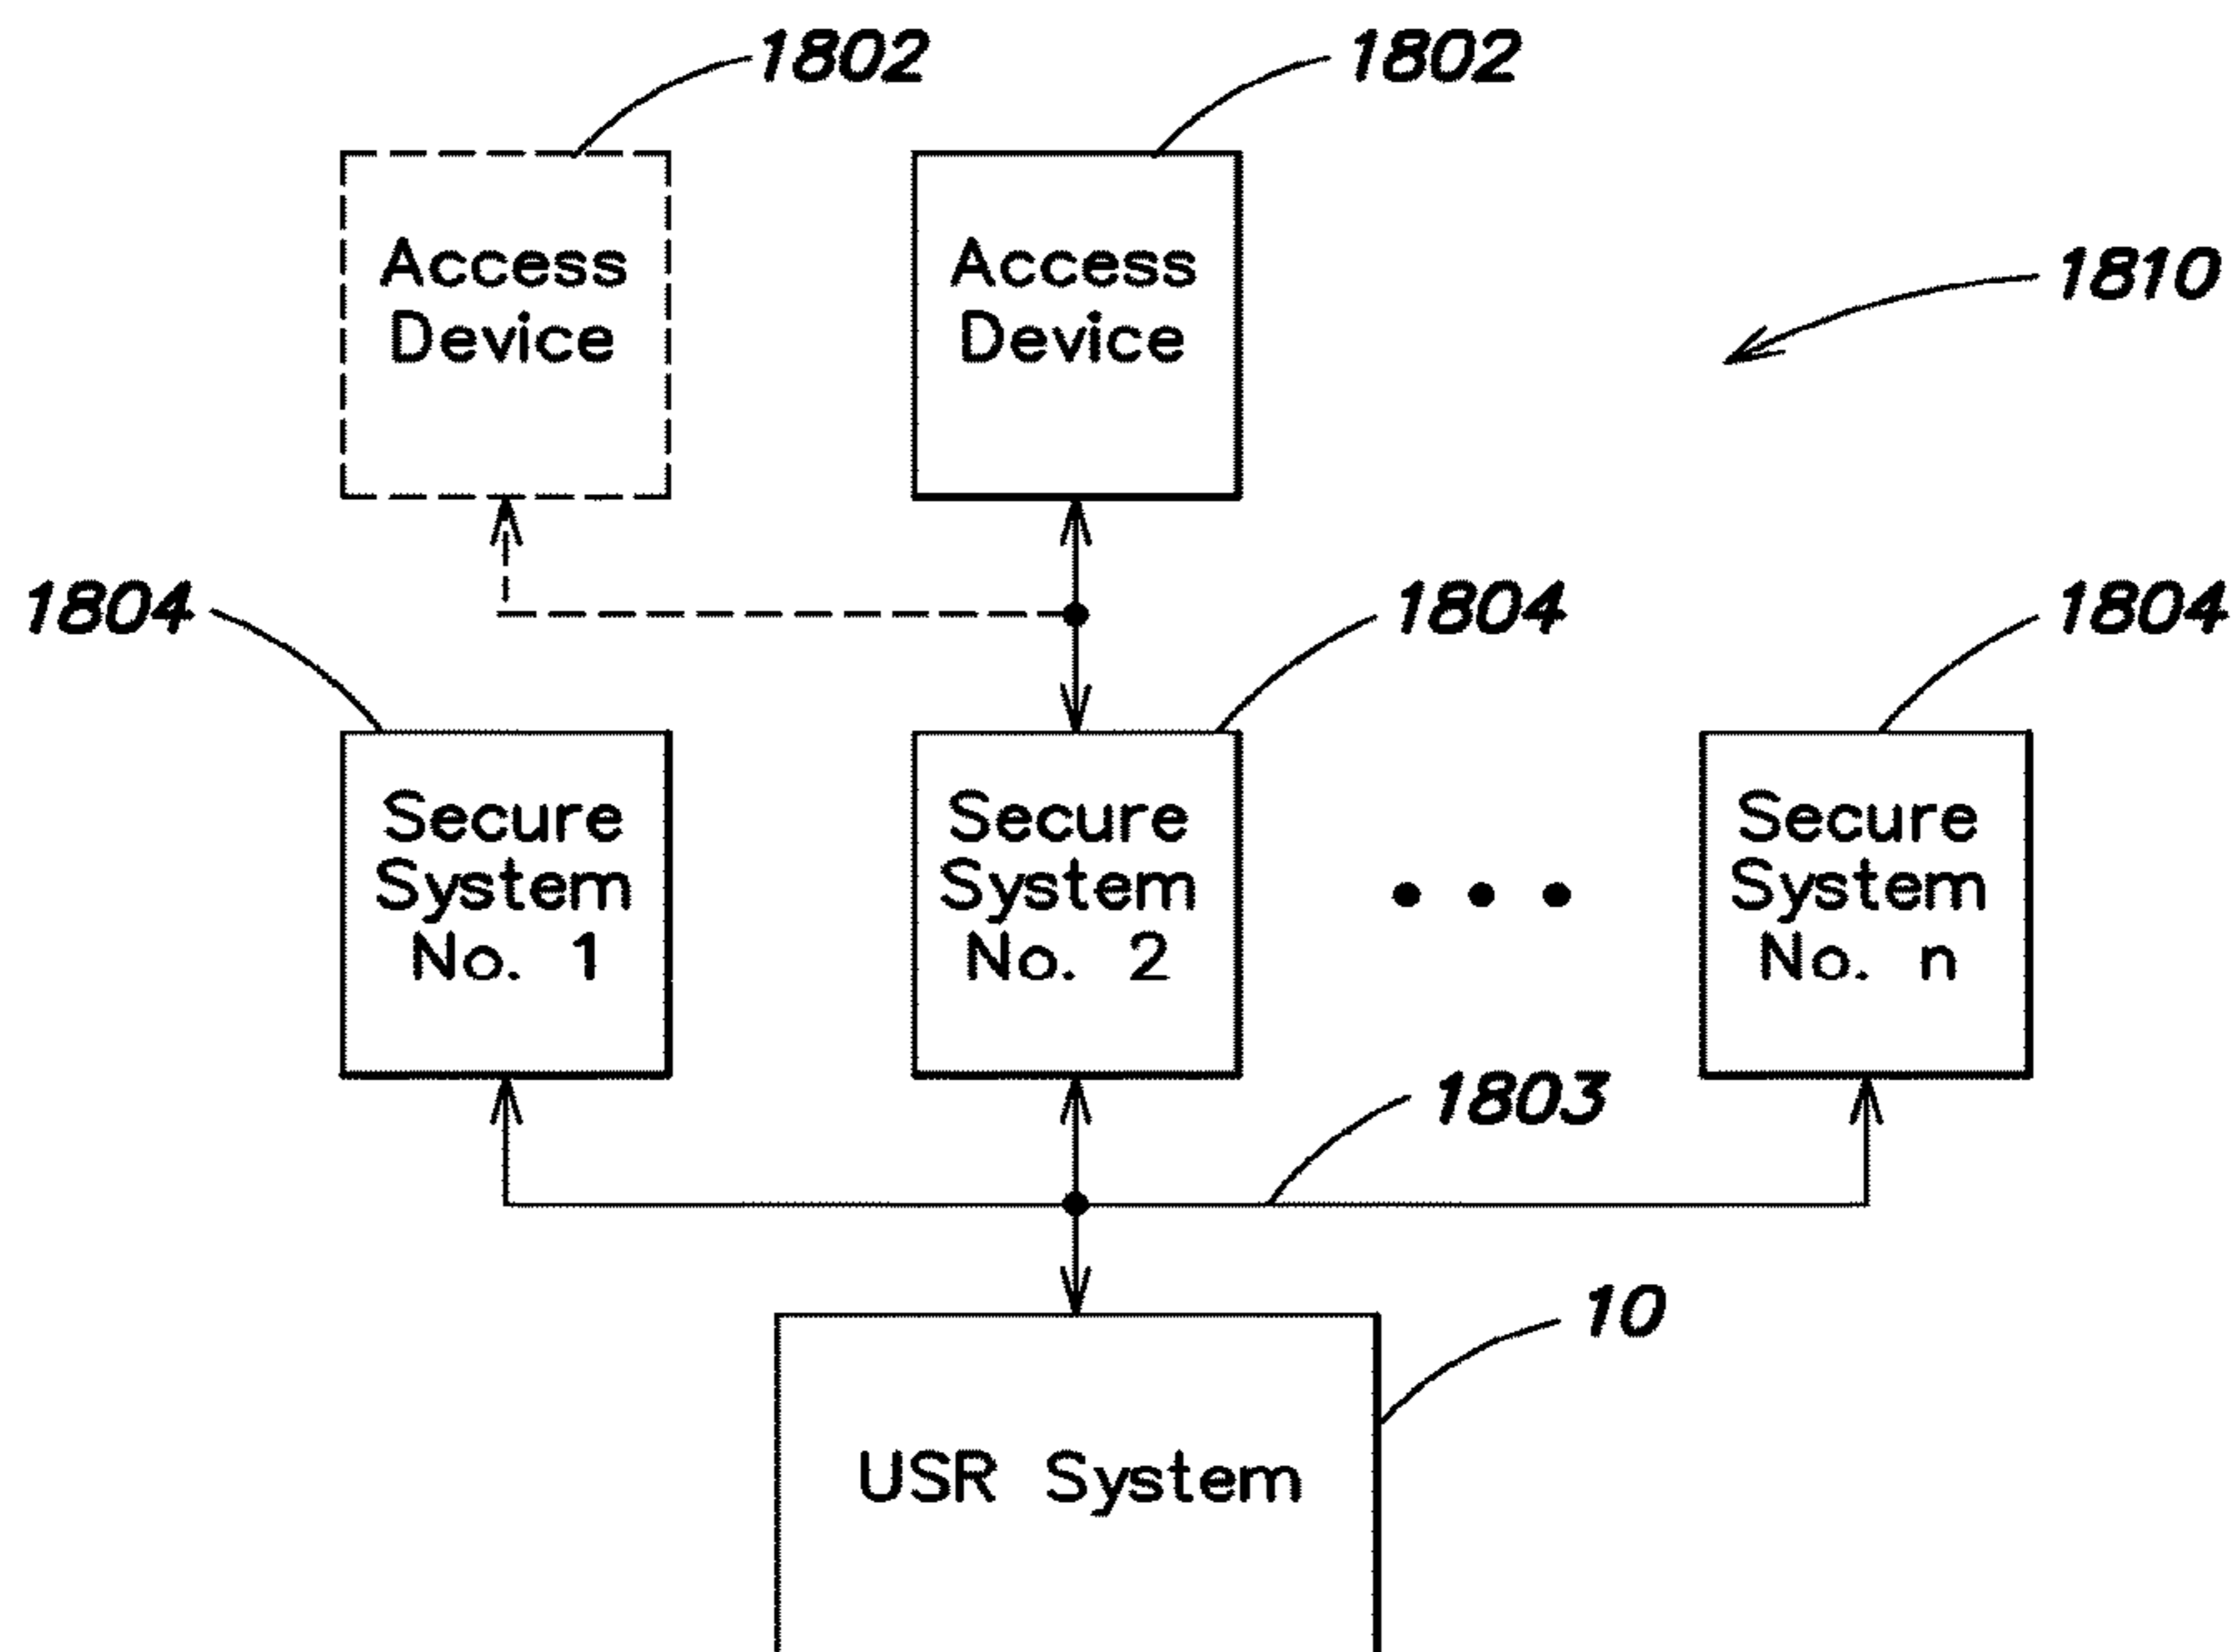 1802
1802
Access
Device
Access
Device
1810
1804
1804
1804
Secure
System
No. 1
Secure
System
No. 2
Secure
System
No. n
1803
10
USR System